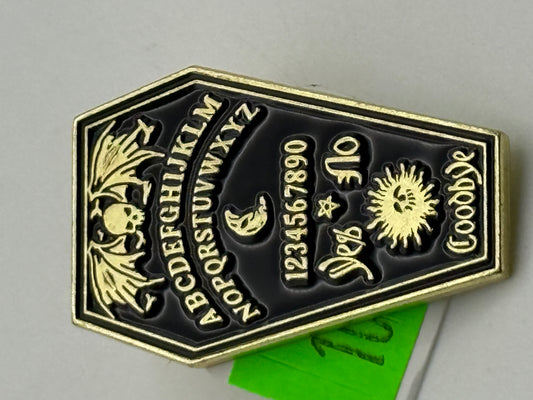 ABCDEFGHIJKLM
NOPQRSTUVWXYZ
1234567890
Yes No
Goodbye